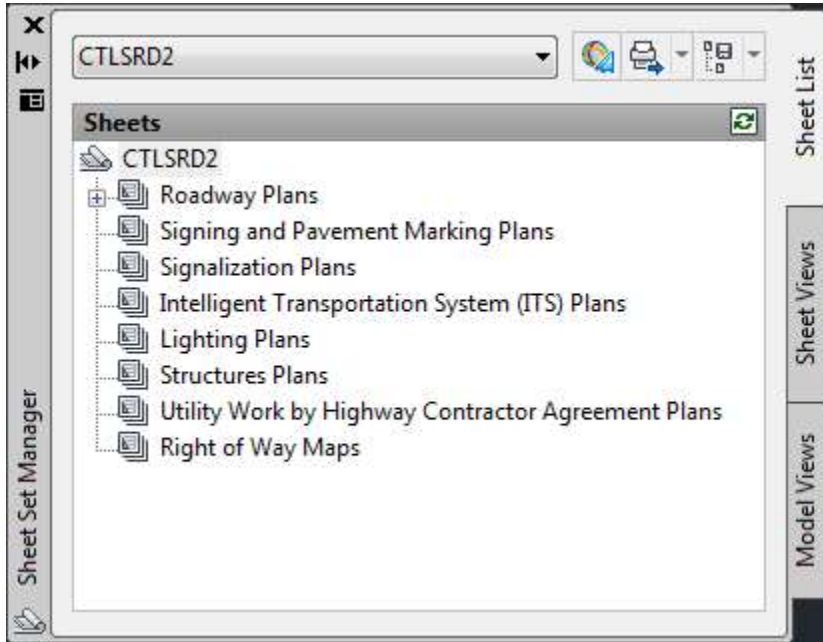 CTLSRD2
Sheets
CTLSRD2
Roadway Plans
Signing and Pavement Marking Plans
Signalization Plans
Intelligent Transportation System (ITS) Plans
Lighting Plans
Structures Plans
Utility Work by Highway Contractor Agreement Plans
Right of Way Maps
Sheet Set Manager
Sheet List
Sheet Views
Model Views